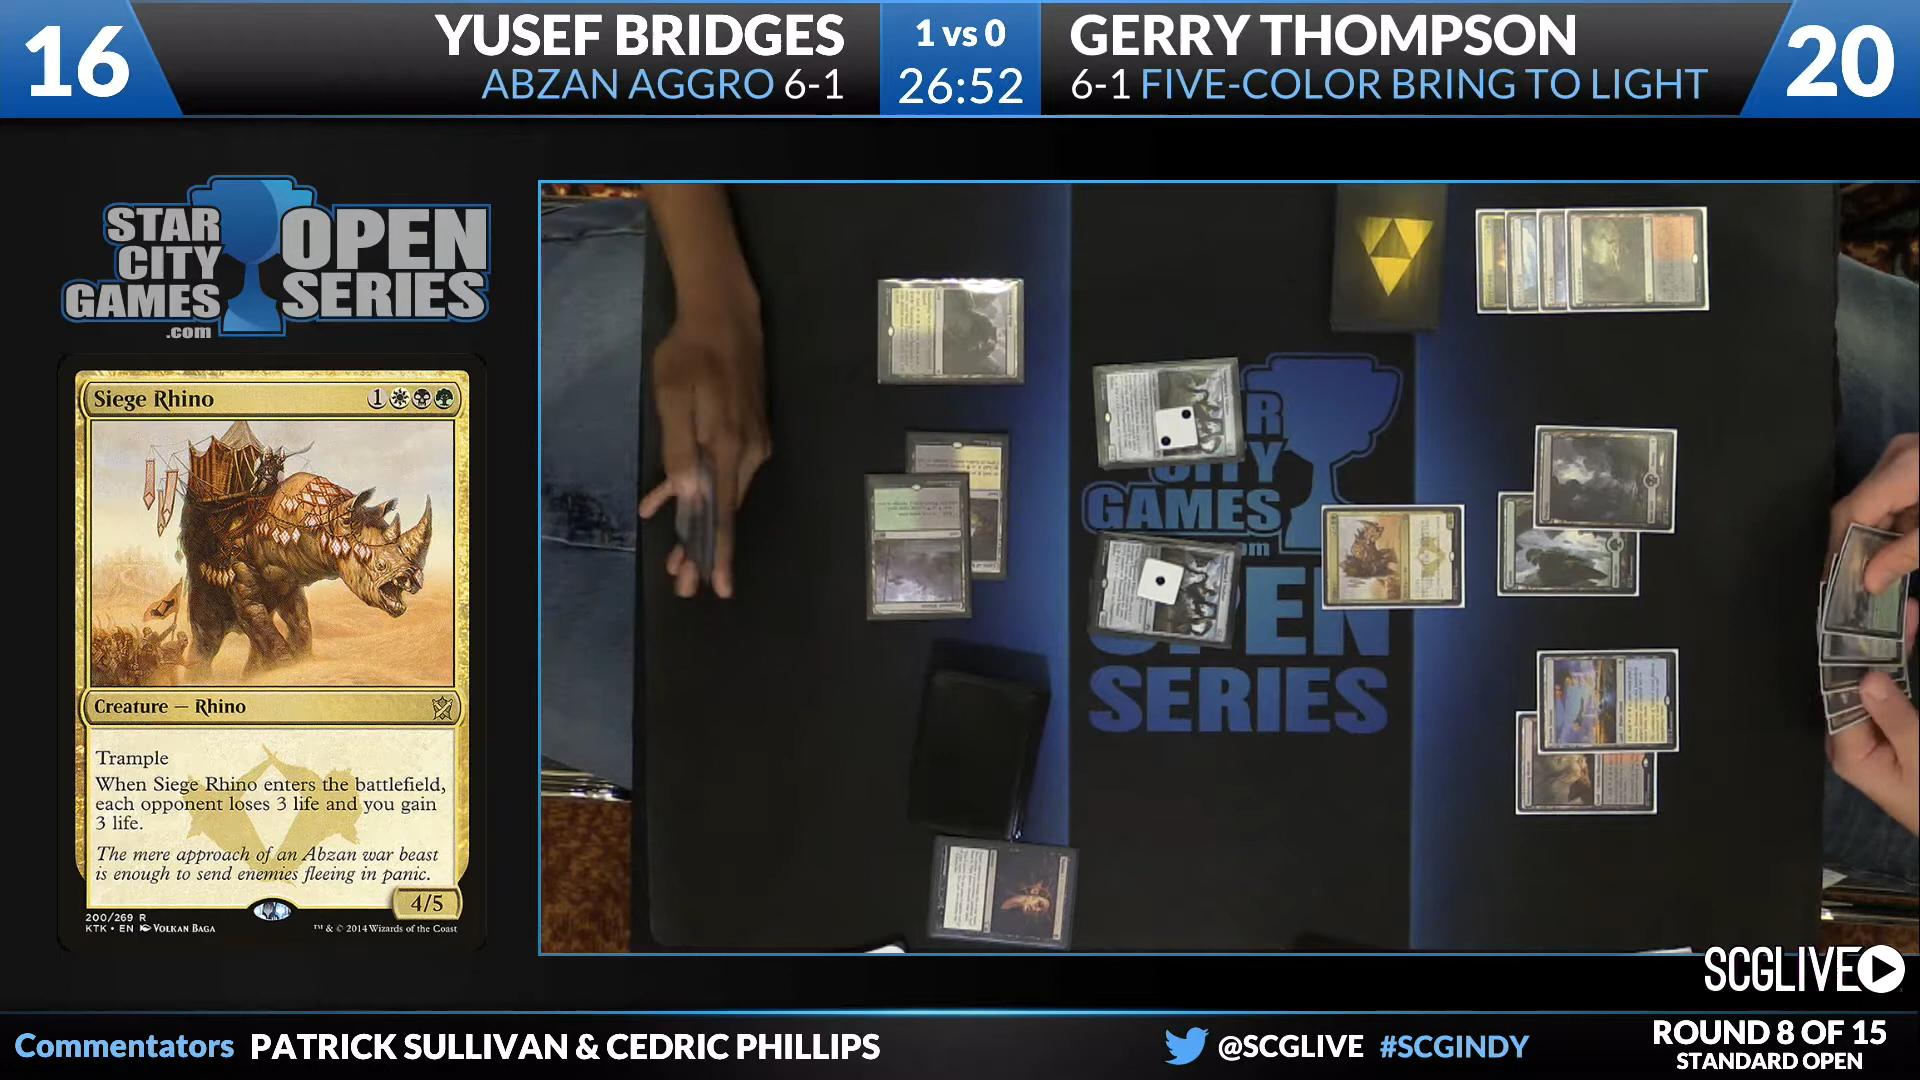 16
YUSEF BRIDGES
ABZAN AGGRO 6-1
1 vs 0
26:52
GERRY THOMPSON
6-1 FIVE-COLOR BRING TO LIGHT
20
STAR
CITY
GAMES
.com
OPEN
SERIES
Siege Rhino 1
Creature — Rhino
Trample
When Siege Rhino enters the battlefield,
each opponent loses 3 life and you gain
3 life.
The mere approach of an Abzan war beast
is enough to send enemies fleeing in panic.
4/5
200/269 R
KTK • EN VOLKAN BAGA
™ & © 2014 Wizards of the Coast
R
CITY
GAMES
om
OPEN
SERIES
SCGLIVE
Commentators PATRICK SULLIVAN & CEDRIC PHILLIPS
@SCGLIVE #SCGINDY
ROUND 8 OF 15
STANDARD OPEN